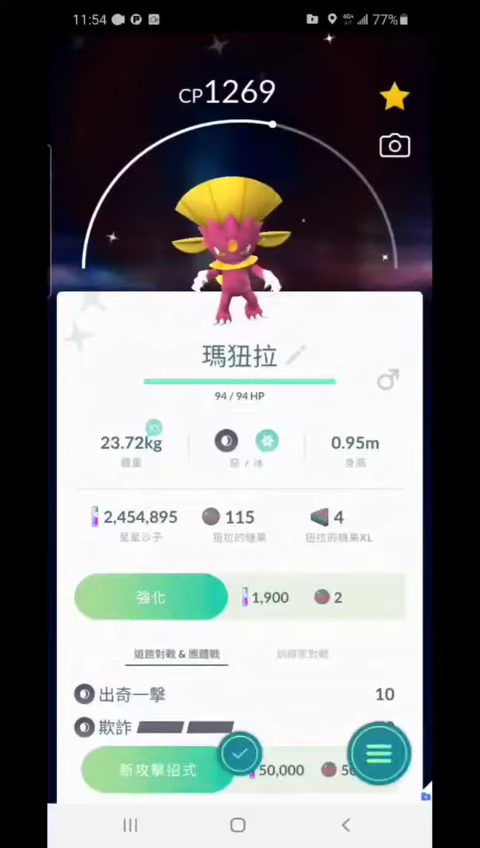 11:54 77%
CP1269
瑪狃拉
94 / 94 HP
XS
23.72kg 0.95m
體重 惡 / 冰 身高
2,454,895 115 4
星星沙子 狃拉的糖果 狃拉的糖果XL
強化 1,900 2
道館對戰 & 團體戰 訓練家對戰
出奇一擊 10
欺詐
新攻擊招式 50,000